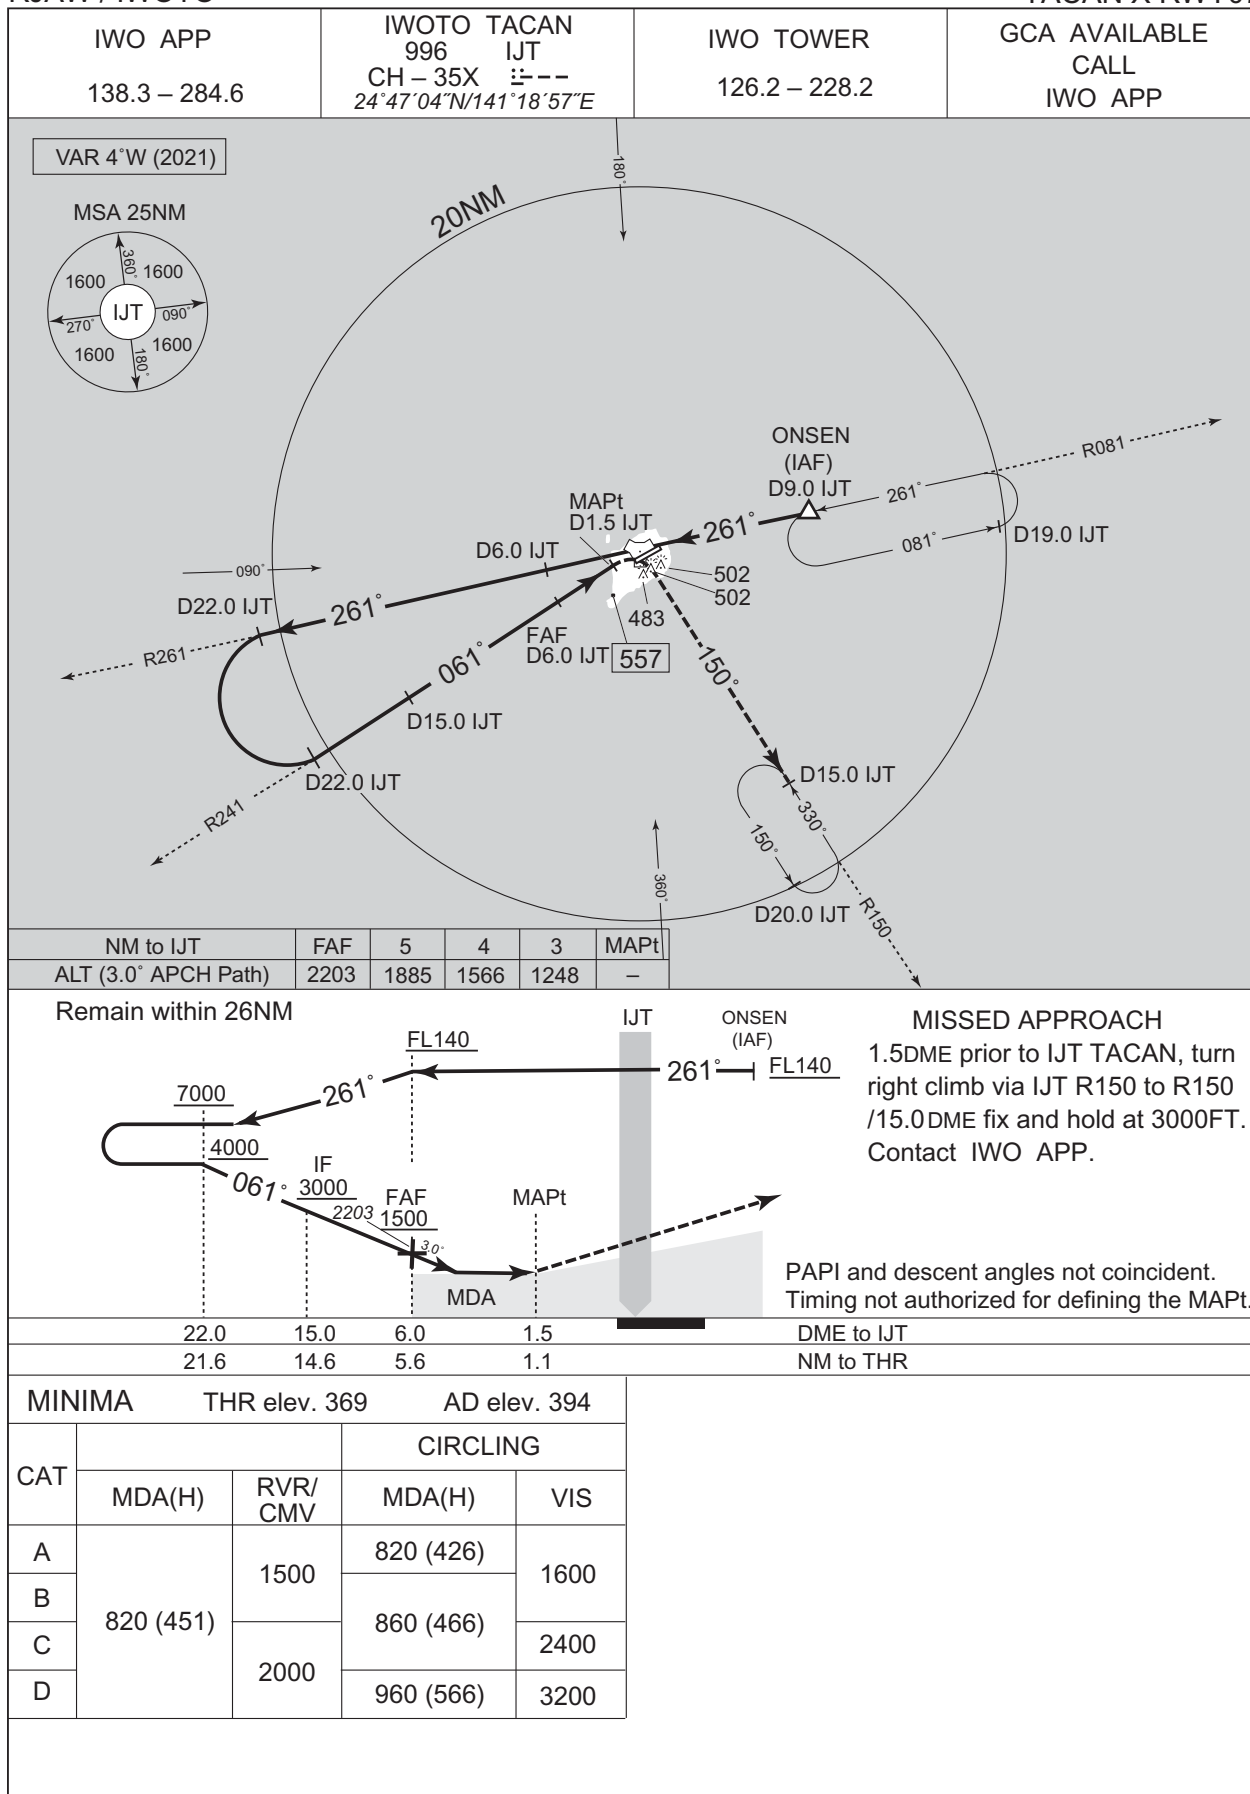 IWO APP
138.3 – 284.6
IWOTO TACAN
996 IJT
CH – 35X
24˚47´04˝N/141˚18´57˝E
IWO TOWER
126.2 – 228.2
GCA AVAILABLE
CALL
IWO APP
VAR 4˚W (2021)
MSA 25NM
360˚
1600
1600
IJT
270˚
090˚
1600
1600
180˚
180˚
20NM
ONSEN
(IAF)
D9.0 IJT
R081
261˚
MAPt
D1.5 IJT
261˚
D19.0 IJT
081˚
D6.0 IJT
090˚
502
502
D22.0 IJT
261˚
483
FAF
D6.0 IJT
557
R261
061˚
150˚
D15.0 IJT
D22.0 IJT
D15.0 IJT
R241
330˚
150˚
360˚
D20.0 IJT
R150
NM to IJT FAF 5 4 3 MAPt
ALT (3.0˚ APCH Path) 2203 1885 1566 1248 –
Remain within 26NM
IJT
ONSEN
(IAF)
FL140
261˚
FL140
7000
261˚
4000
061˚
IF
3000
2203
FAF
1500
3.0˚
MAPt
MDA
MISSED APPROACH
1.5DME prior to IJT TACAN, turn
right climb via IJT R150 to R150
/15.0DME fix and hold at 3000FT.
Contact IWO APP.
PAPI and descent angles not coincident.
Timing not authorized for defining the MAPt.
22.0 15.0 6.0 1.5 DME to IJT
21.6 14.6 5.6 1.1 NM to THR
MINIMA THR elev. 369 AD elev. 394
CAT
CIRCLING
MDA(H) RVR/
CMV MDA(H) VIS
A 820 (426)
1500 1600
B
820 (451) 860 (466)
C 2400
2000
D 960 (566) 3200